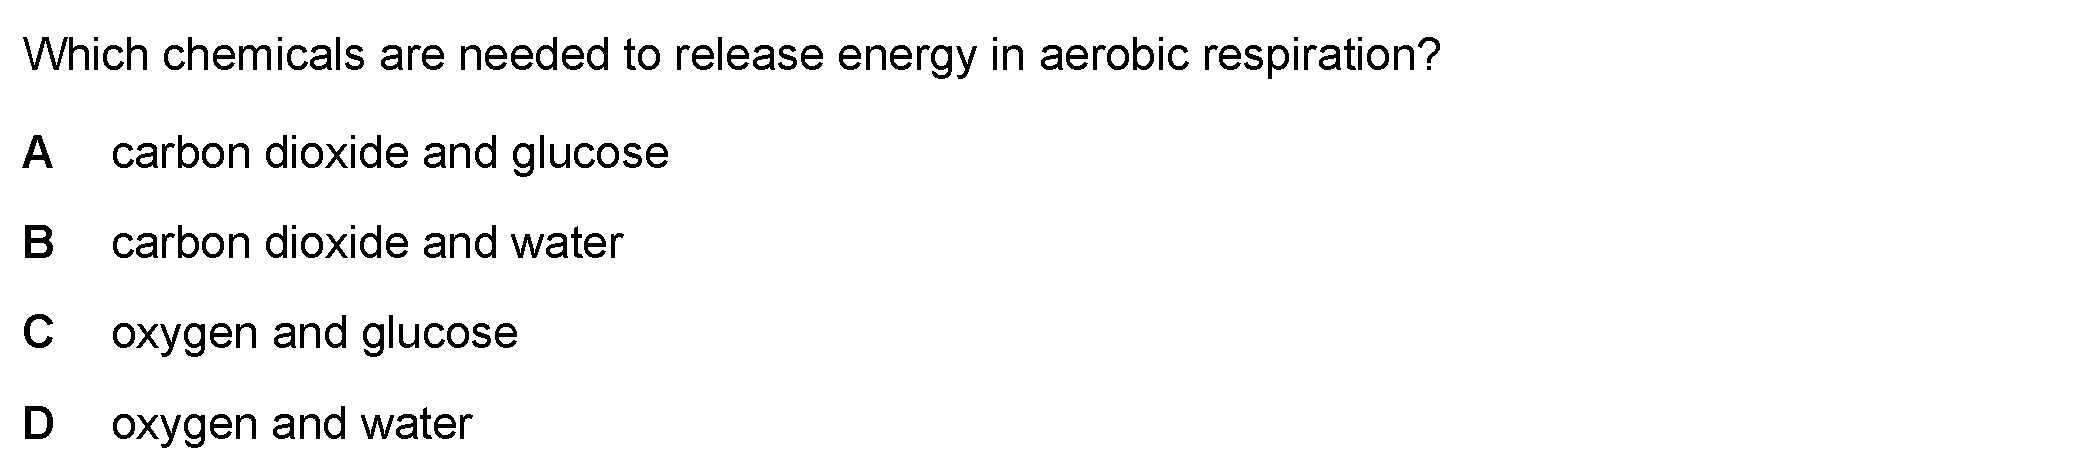 Which chemicals are needed to release energy in aerobic respiration?
A carbon dioxide and glucose
B carbon dioxide and water
C oxygen and glucose
D oxygen and water